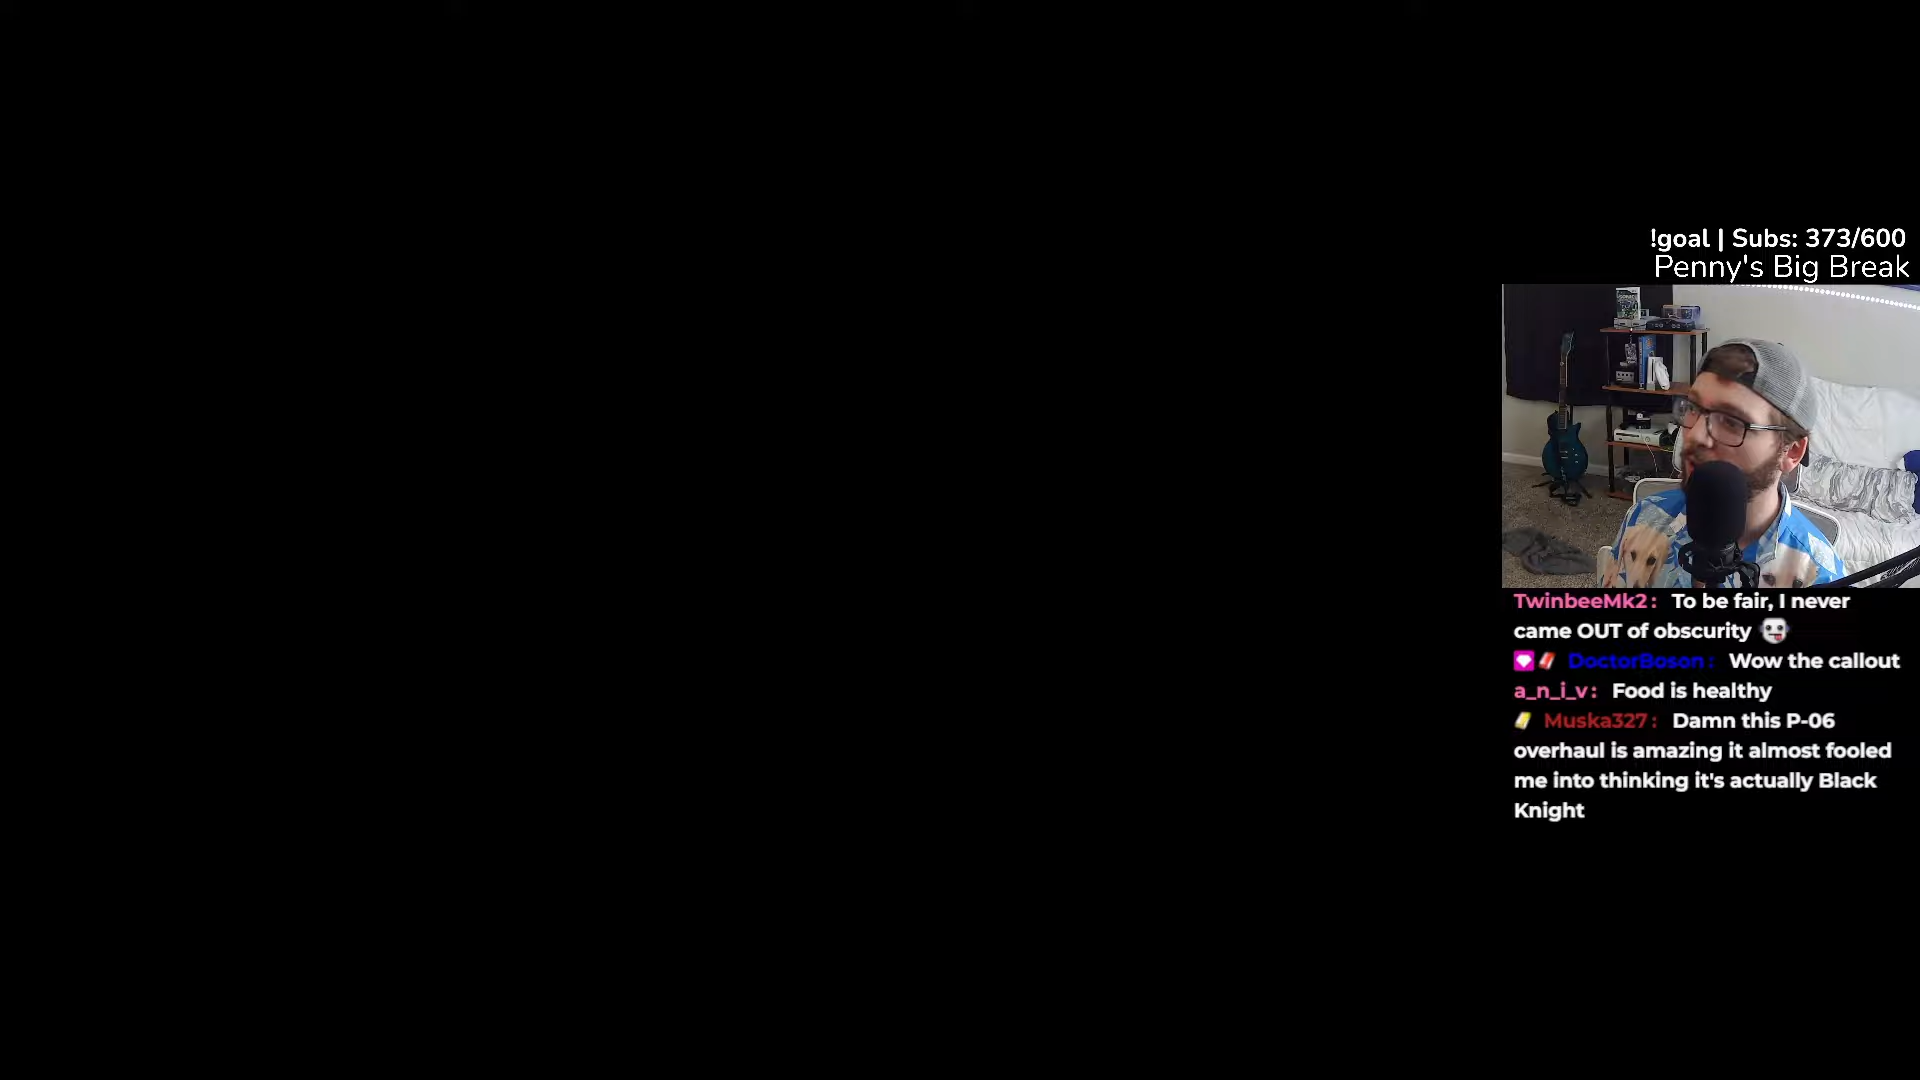 !goal | Subs: 373/600
Penny's Big Break
TwinbeeMk2: To be fair, I never
came OUT of obscurity
DoctorBoson: Wow the callout
a_n_i_v: Food is healthy
Muska327: Damn this P-06
overhaul is amazing it almost fooled
me into thinking it's actually Black
Knight